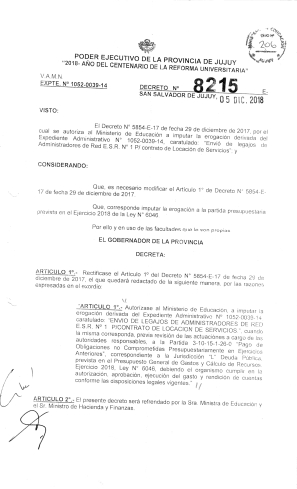 206
PODER EJECUTIVO DE LA PROVINCIA DE JUJUY
"2018- AÑO DEL CENTENARIO DE LA REFORMA UNIVERSITARIA"
V.A.M.N
EXPTE. Nº 1052-0039-14
DECRETO Nº 8215 E.-
SAN SALVADOR DE JUJUY, 05 DIC. 2018
VISTO:
El Decreto N° 5854-E-17 de fecha 29 de diciembre de 2017, por el
cual se autoriza al Ministerio de Educación a imputar la erogación derivada del
Expediente Administrativo N° 1052-0039-14, caratulado: "Envío de legajos de
Administradores de Red E.S.R. N° 1 P/ contrato de Locación de Servicios", y
CONSIDERANDO:
Que, es necesario modificar el Artículo 1° de Decreto N° 5854-E-
17 de fecha 29 de diciembre de 2017.
Que, corresponde imputar la erogación a la partida presupuestaria
prevista en el Ejercicio 2018 de la Ley N° 6046
Por ello y en uso de las facultades que le son propias
EL GOBERNADOR DE LA PROVINCIA
DECRETA:
ARTICULO 1º.- Rectifícase el Artículo 1º del Decreto N° 5854-E-17 de fecha 29 de
diciembre de 2017, el que quedará redactado de la siguiente manera, por las razones
expresadas en el exordio.
"ARTICULO 1º.- Autorízase al Ministerio de Educación, a imputar la
erogación derivada del Expediente Administrativo Nº 1052-0039-14
caratulado: "ENVIO DE LEGAJOS DE ADMINISTRADORES DE RED
E.S.R. Nº 1 P/CONTRATO DE LOCACION DE SERVICIOS", cuando
la misma corresponda, previa revisión de las actuaciones a cargo de las
autoridades responsables, a la Partida 3-10-15-1-26-0 "Pago de
Obligaciones no Comprometidas Presupuestariamente en Ejercicios
Anteriores", correspondiente a la Jurisdicción "L" Deuda Pública,
prevista en el Presupuesto General de Gastos y Cálculo de Recursos,
Ejercicio 2018, Ley N° 6046, debiendo el organismo cumplir en la
autorización, aprobación, ejecución del gasto y rendición de cuentas
conforme las disposiciones legales vigentes."
ARTICULO 2º.- El presente decreto será refrendado por la Sra. Ministra de Educación y
el Sr. Ministro de Hacienda y Finanzas.